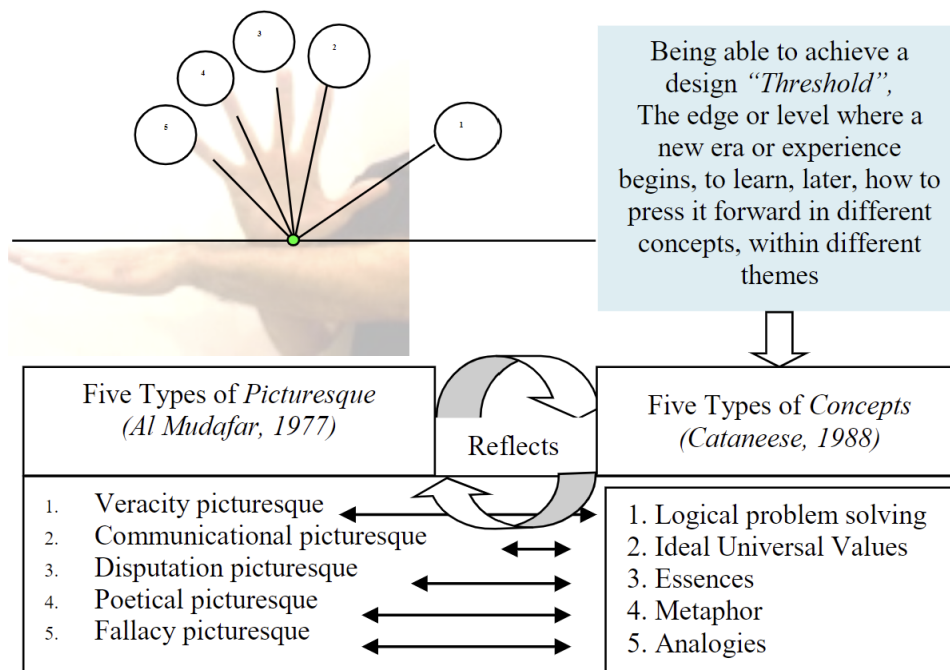 3
2
4
5
1
Being able to achieve a
design “Threshold”,
The edge or level where a
new era or experience
begins, to learn, later, how to
press it forward in different
concepts, within different
themes
Five Types of Picturesque
(Al Mudafar, 1977)
Reflects
Five Types of Concepts
(Cataneese, 1988)
1. Veracity picturesque
2. Communicational picturesque
3. Disputation picturesque
4. Poetical picturesque
5. Fallacy picturesque
1. Logical problem solving
2. Ideal Universal Values
3. Essences
4. Metaphor
5. Analogies